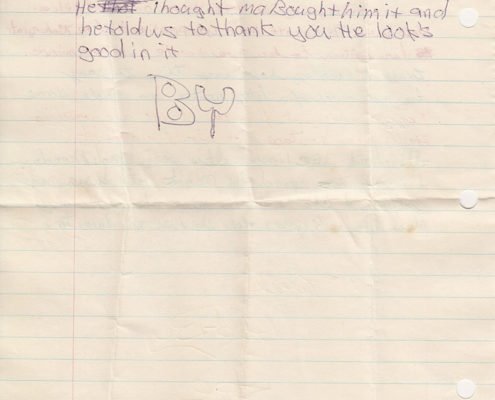 He thought ma Bought him it and
he told us to thank you He look's
good in it
BY